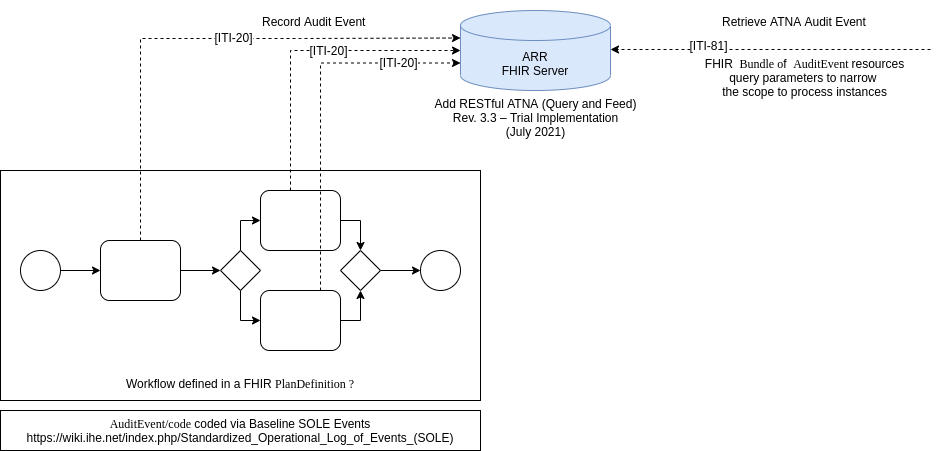 Record Audit Event
Retrieve ATNA Audit Event
[ITI-20]
[ITI-20]
[ITI-20]
ARR
FHIR Server
[ITI-81]
FHIR Bundle of AuditEvent resources
query parameters to narrow
the scope to process instances
Add RESTful ATNA (Query and Feed)
Rev. 3.3 – Trial Implementation
(July 2021)
Workflow defined in a FHIR PlanDefinition ?
AuditEvent/code coded via Baseline SOLE Events
https://wiki.ihe.net/index.php/Standardized_Operational_Log_of_Events_(SOLE)